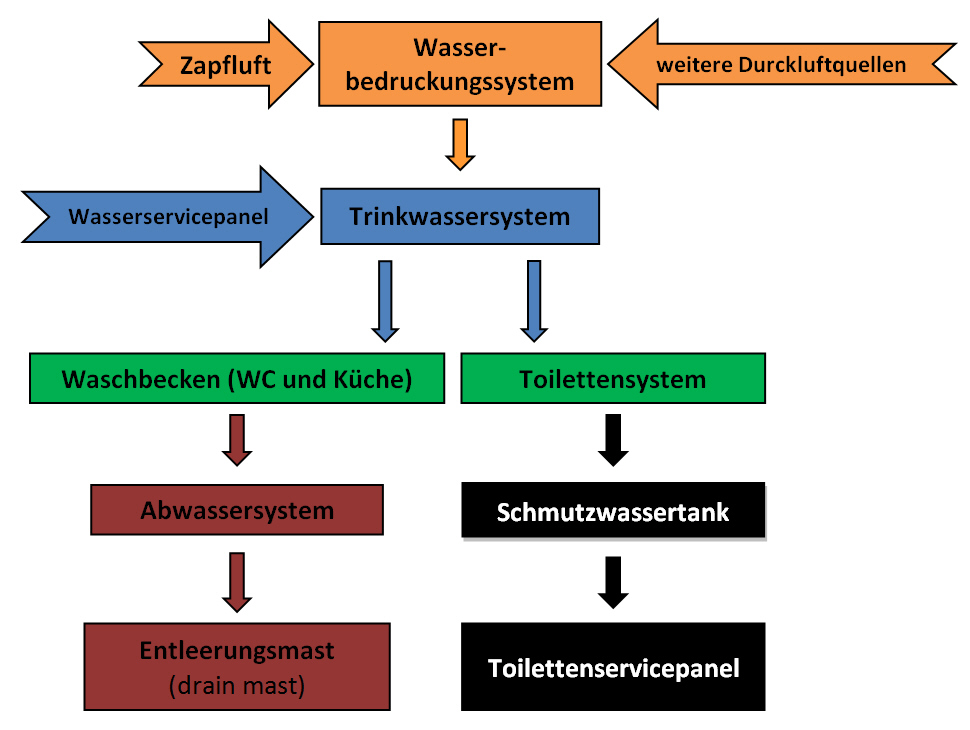 Zapfluft
Wasser-
bedruckungssystem
weitere Durckluftquellen
Wasserservicepanel
Trinkwassersystem
Waschbecken (WC und Küche)
Toilettensystem
Abwassersystem
Schmutzwassertank
Entleerungsmast
(drain mast)
Toilettenservicepanel